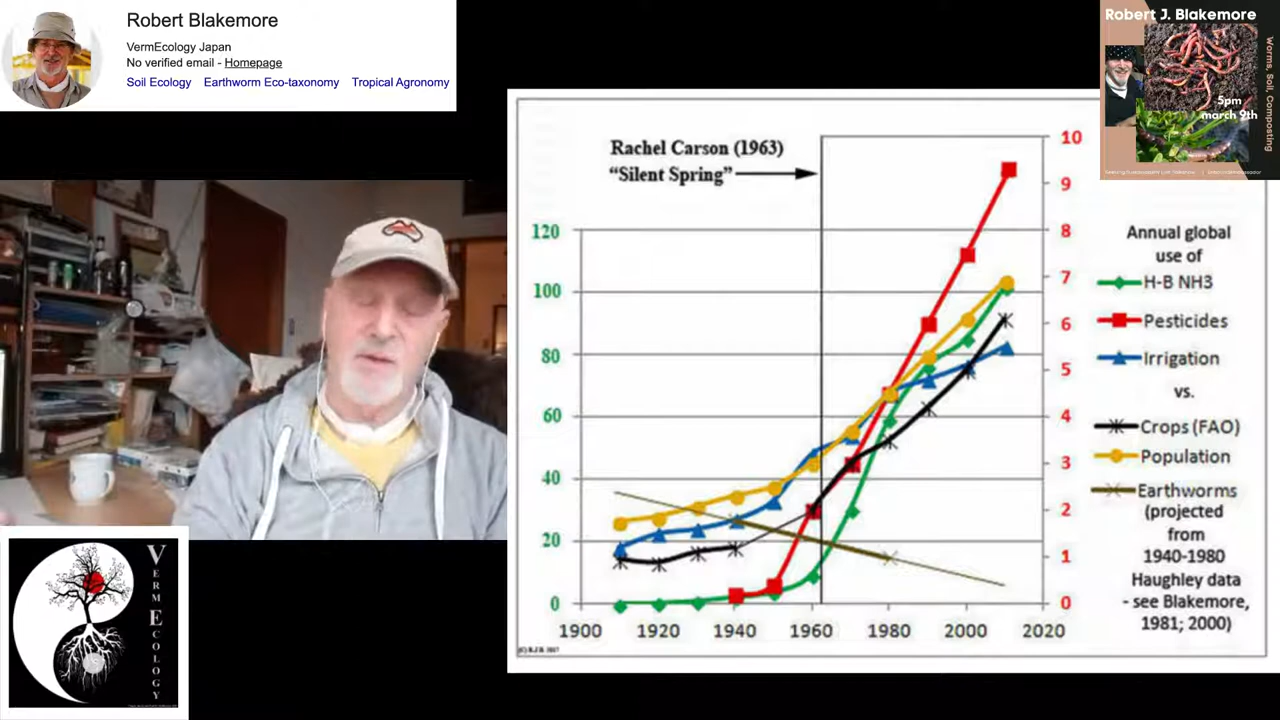 Robert Blakemore
VermEcology Japan
No verified email - Homepage
Soil Ecology Earthworm Eco-taxonomy Tropical Agronomy
Robert J. Blakemore
Worms, Soil, Composting
5pm
march 9th
Rachel Carson (1963)
"Silent Spring"
120
100
80
60
40
20
0
10
9
8
7
6
5
4
3
2
1
0
1900 1920 1940 1960 1980 2000 2020
Annual global
use of
H-B NH3
Pesticides
Irrigation
vs.
Crops (FAO)
Population
Earthworms
(projected
from
1940-1980
Haughley data
- see Blakemore,
1981; 2000)
VERM ECOLOGY